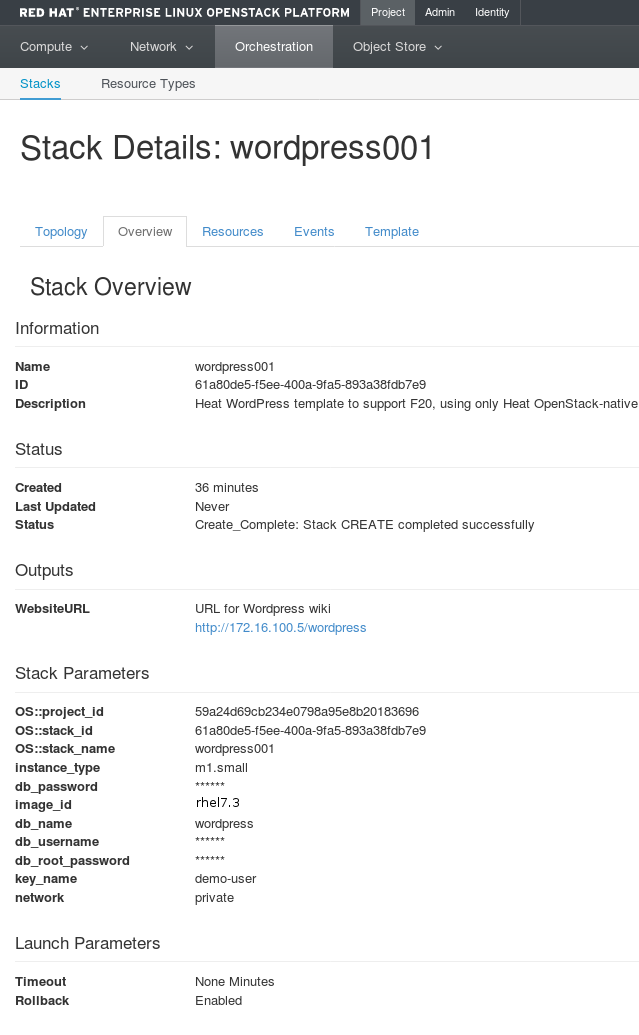 RED HAT® ENTERPRISE LINUX OPENSTACK PLATFORM Project Admin Identity
Compute Network Orchestration Object Store
Stacks Resource Types
Stack Details: wordpress001
Topology Overview Resources Events Template
Stack Overview
Information
Name wordpress001
ID 61a80de5-f5ee-400a-9fa5-893a38fdb7e9
Description Heat WordPress template to support F20, using only Heat OpenStack-native
Status
Created 36 minutes
Last Updated Never
Status Create_Complete: Stack CREATE completed successfully
Outputs
WebsiteURL URL for Wordpress wiki
http://172.16.100.5/wordpress
Stack Parameters
OS::project_id 59a24d69cb234e0798a95e8b20183696
OS::stack_id 61a80de5-f5ee-400a-9fa5-893a38fdb7e9
OS::stack_name wordpress001
instance_type m1.small
db_password ******
image_id rhel7.3
db_name wordpress
db_username ******
db_root_password ******
key_name demo-user
network private
Launch Parameters
Timeout None Minutes
Rollback Enabled